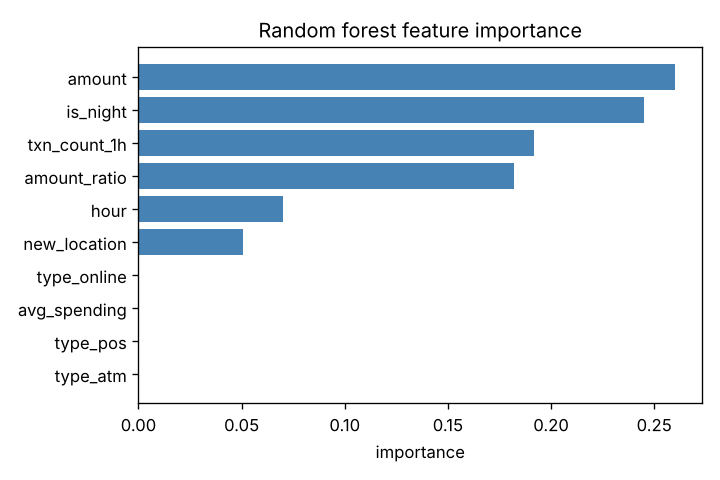 Random forest feature importance
amount
is_night
txn_count_1h
amount_ratio
hour
new_location
type_online
avg_spending
type_pos
type_atm
0.00 0.05 0.10 0.15 0.20 0.25
importance